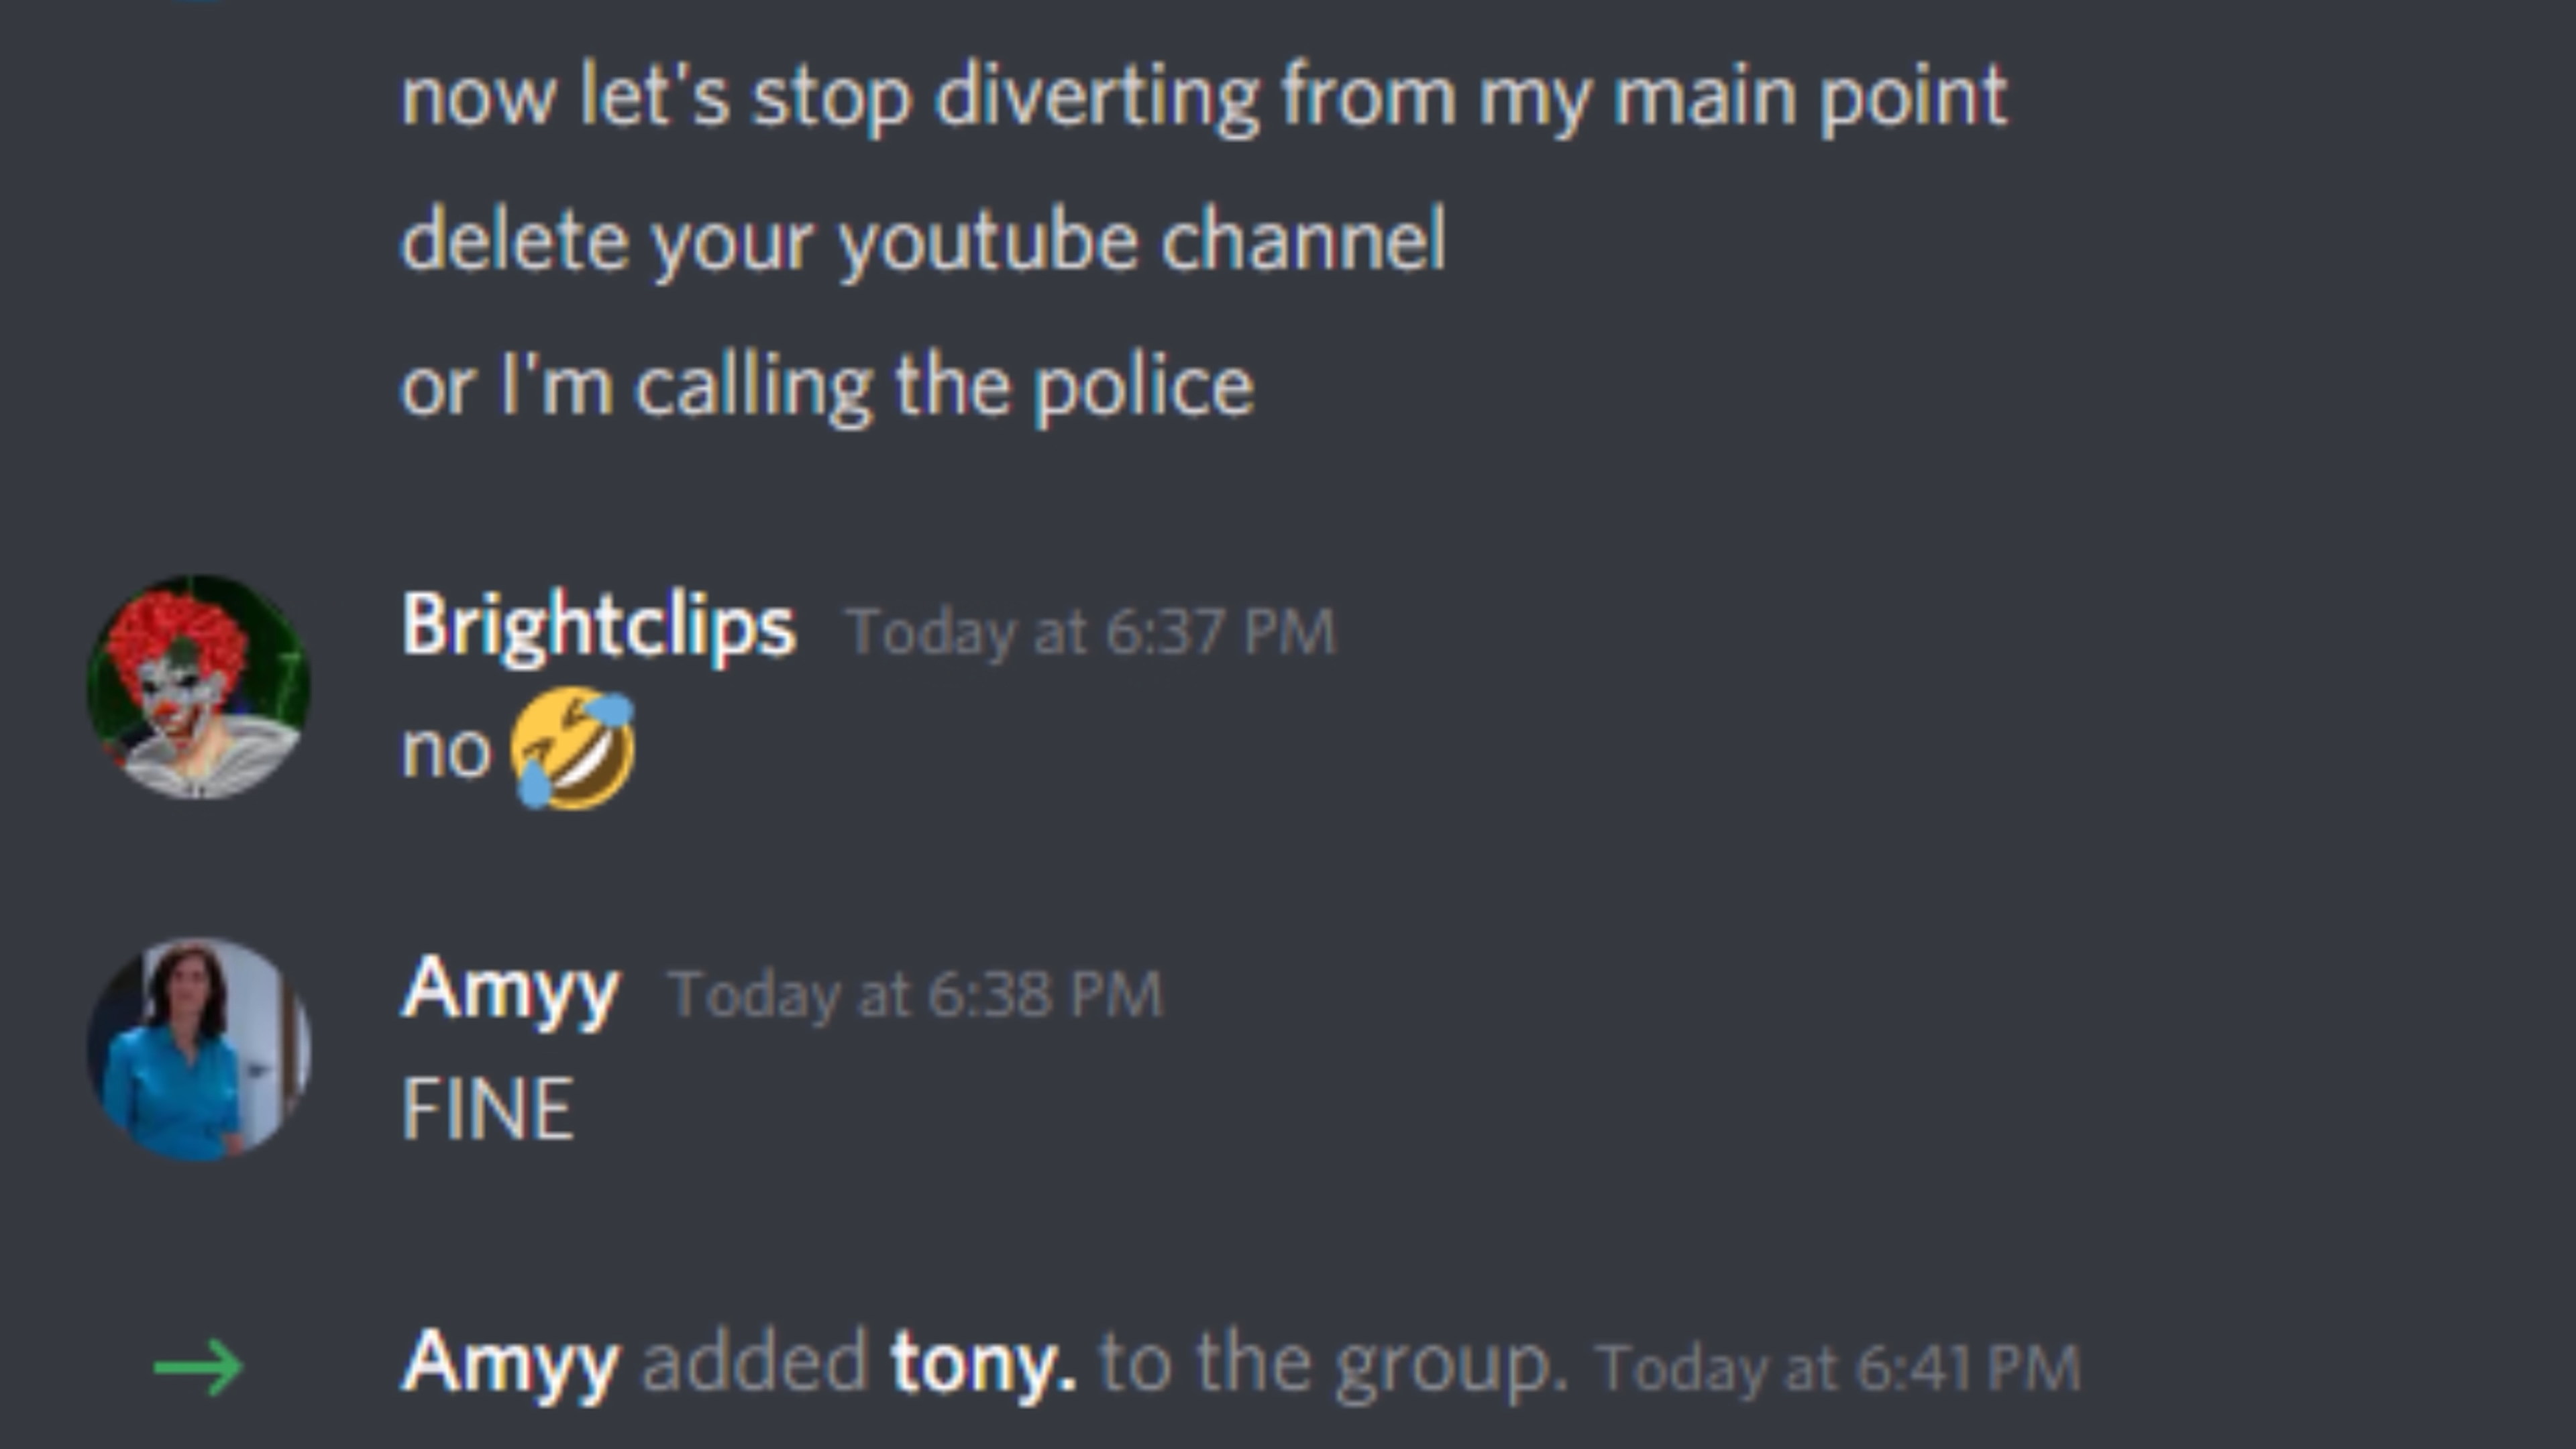 now let's stop diverting from my main point
delete your youtube channel
or I'm calling the police
Brightclips Today at 6:37 PM
no 🤣
Amyy Today at 6:38 PM
FINE
Amyy added tony. to the group. Today at 6:41 PM